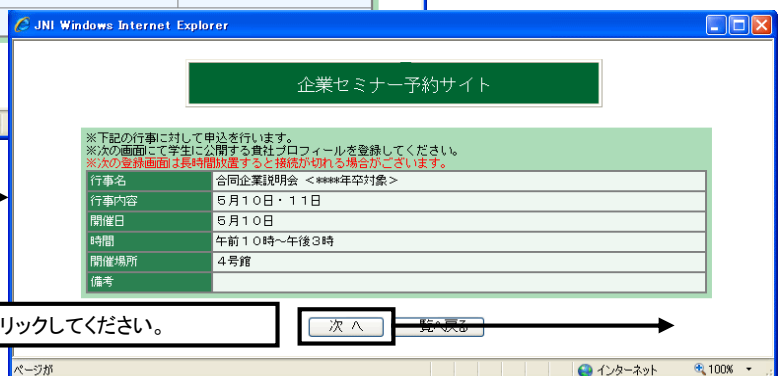 JNI Windows Internet Explorer
企業セミナー予約サイト
※下記の行事に対して申込を行います。
※次の画面にて学生に公開する貴社プロフィールを登録してください。
※次の登録画面は長時間放置すると接続が切れる場合がございます。
行事名 合同企業説明会 <****年卒対象>
行事内容 5月10日・11日
開催日 5月10日
時間 午前10時~午後3時
開催場所 4号館
備考
リックしてください。
次 へ 一覧へ戻る
ページが インターネット 100%